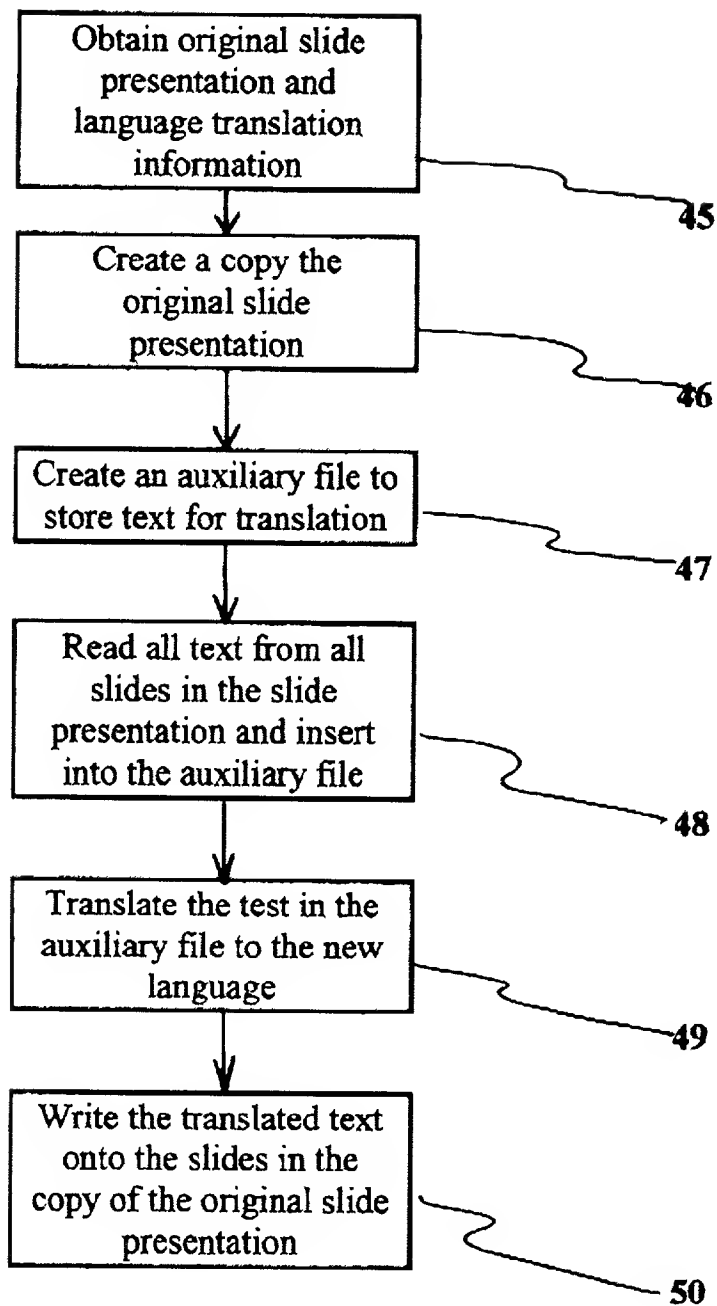 Obtain original slide
presentation and
language translation
information
45
Create a copy the
original slide
presentation
46
Create an auxiliary file to
store text for translation
47
Read all text from all
slides in the slide
presentation and insert
into the auxiliary file
48
Translate the test in the
auxiliary file to the new
language
49
Write the translated text
onto the slides in the
copy of the original slide
presentation
50